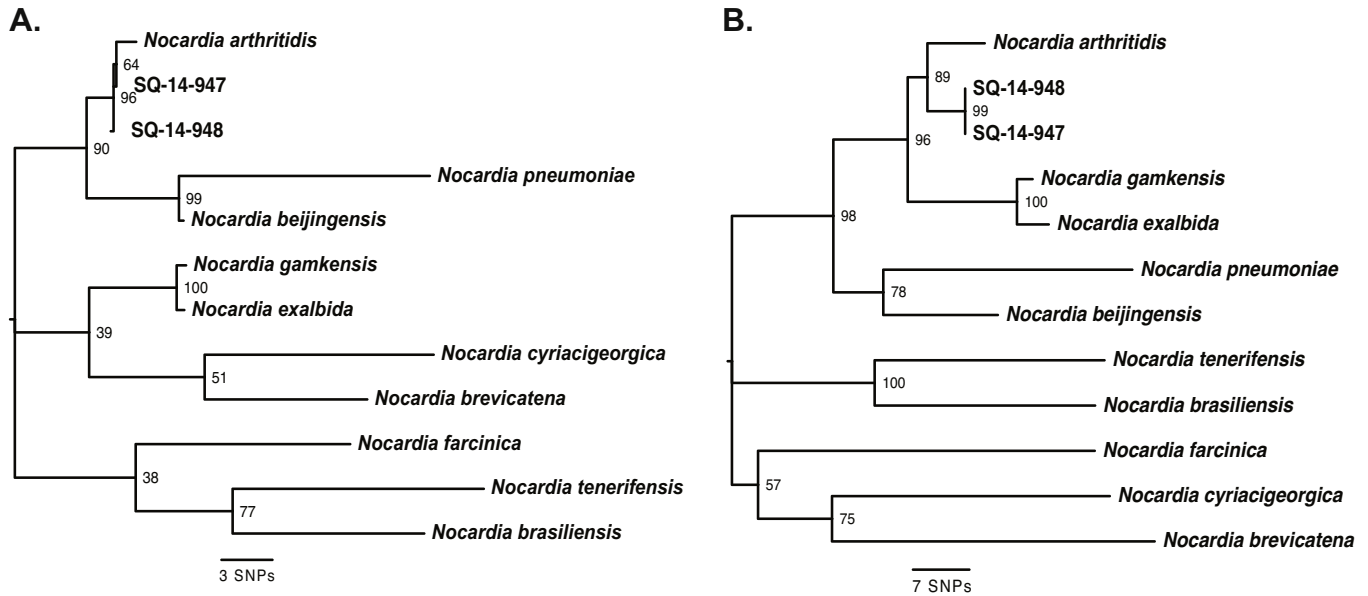 A.
Nocardia arthritidis
64
SQ-14-947
96
SQ-14-948
90
Nocardia pneumoniae
99
Nocardia beijingensis
Nocardia gamkensis
100
Nocardia exalbida
39
Nocardia cyriacigeorgica
51
Nocardia brevicatena
Nocardia farcinica
38
Nocardia tenerifensis
77
Nocardia brasiliensis
3 SNPs
B.
Nocardia arthritidis
89
SQ-14-948
99
SQ-14-947
96
Nocardia gamkensis
100
Nocardia exalbida
98
Nocardia pneumoniae
78
Nocardia beijingensis
Nocardia tenerifensis
100
Nocardia brasiliensis
Nocardia farcinica
57
Nocardia cyriacigeorgica
75
Nocardia brevicatena
7 SNPs